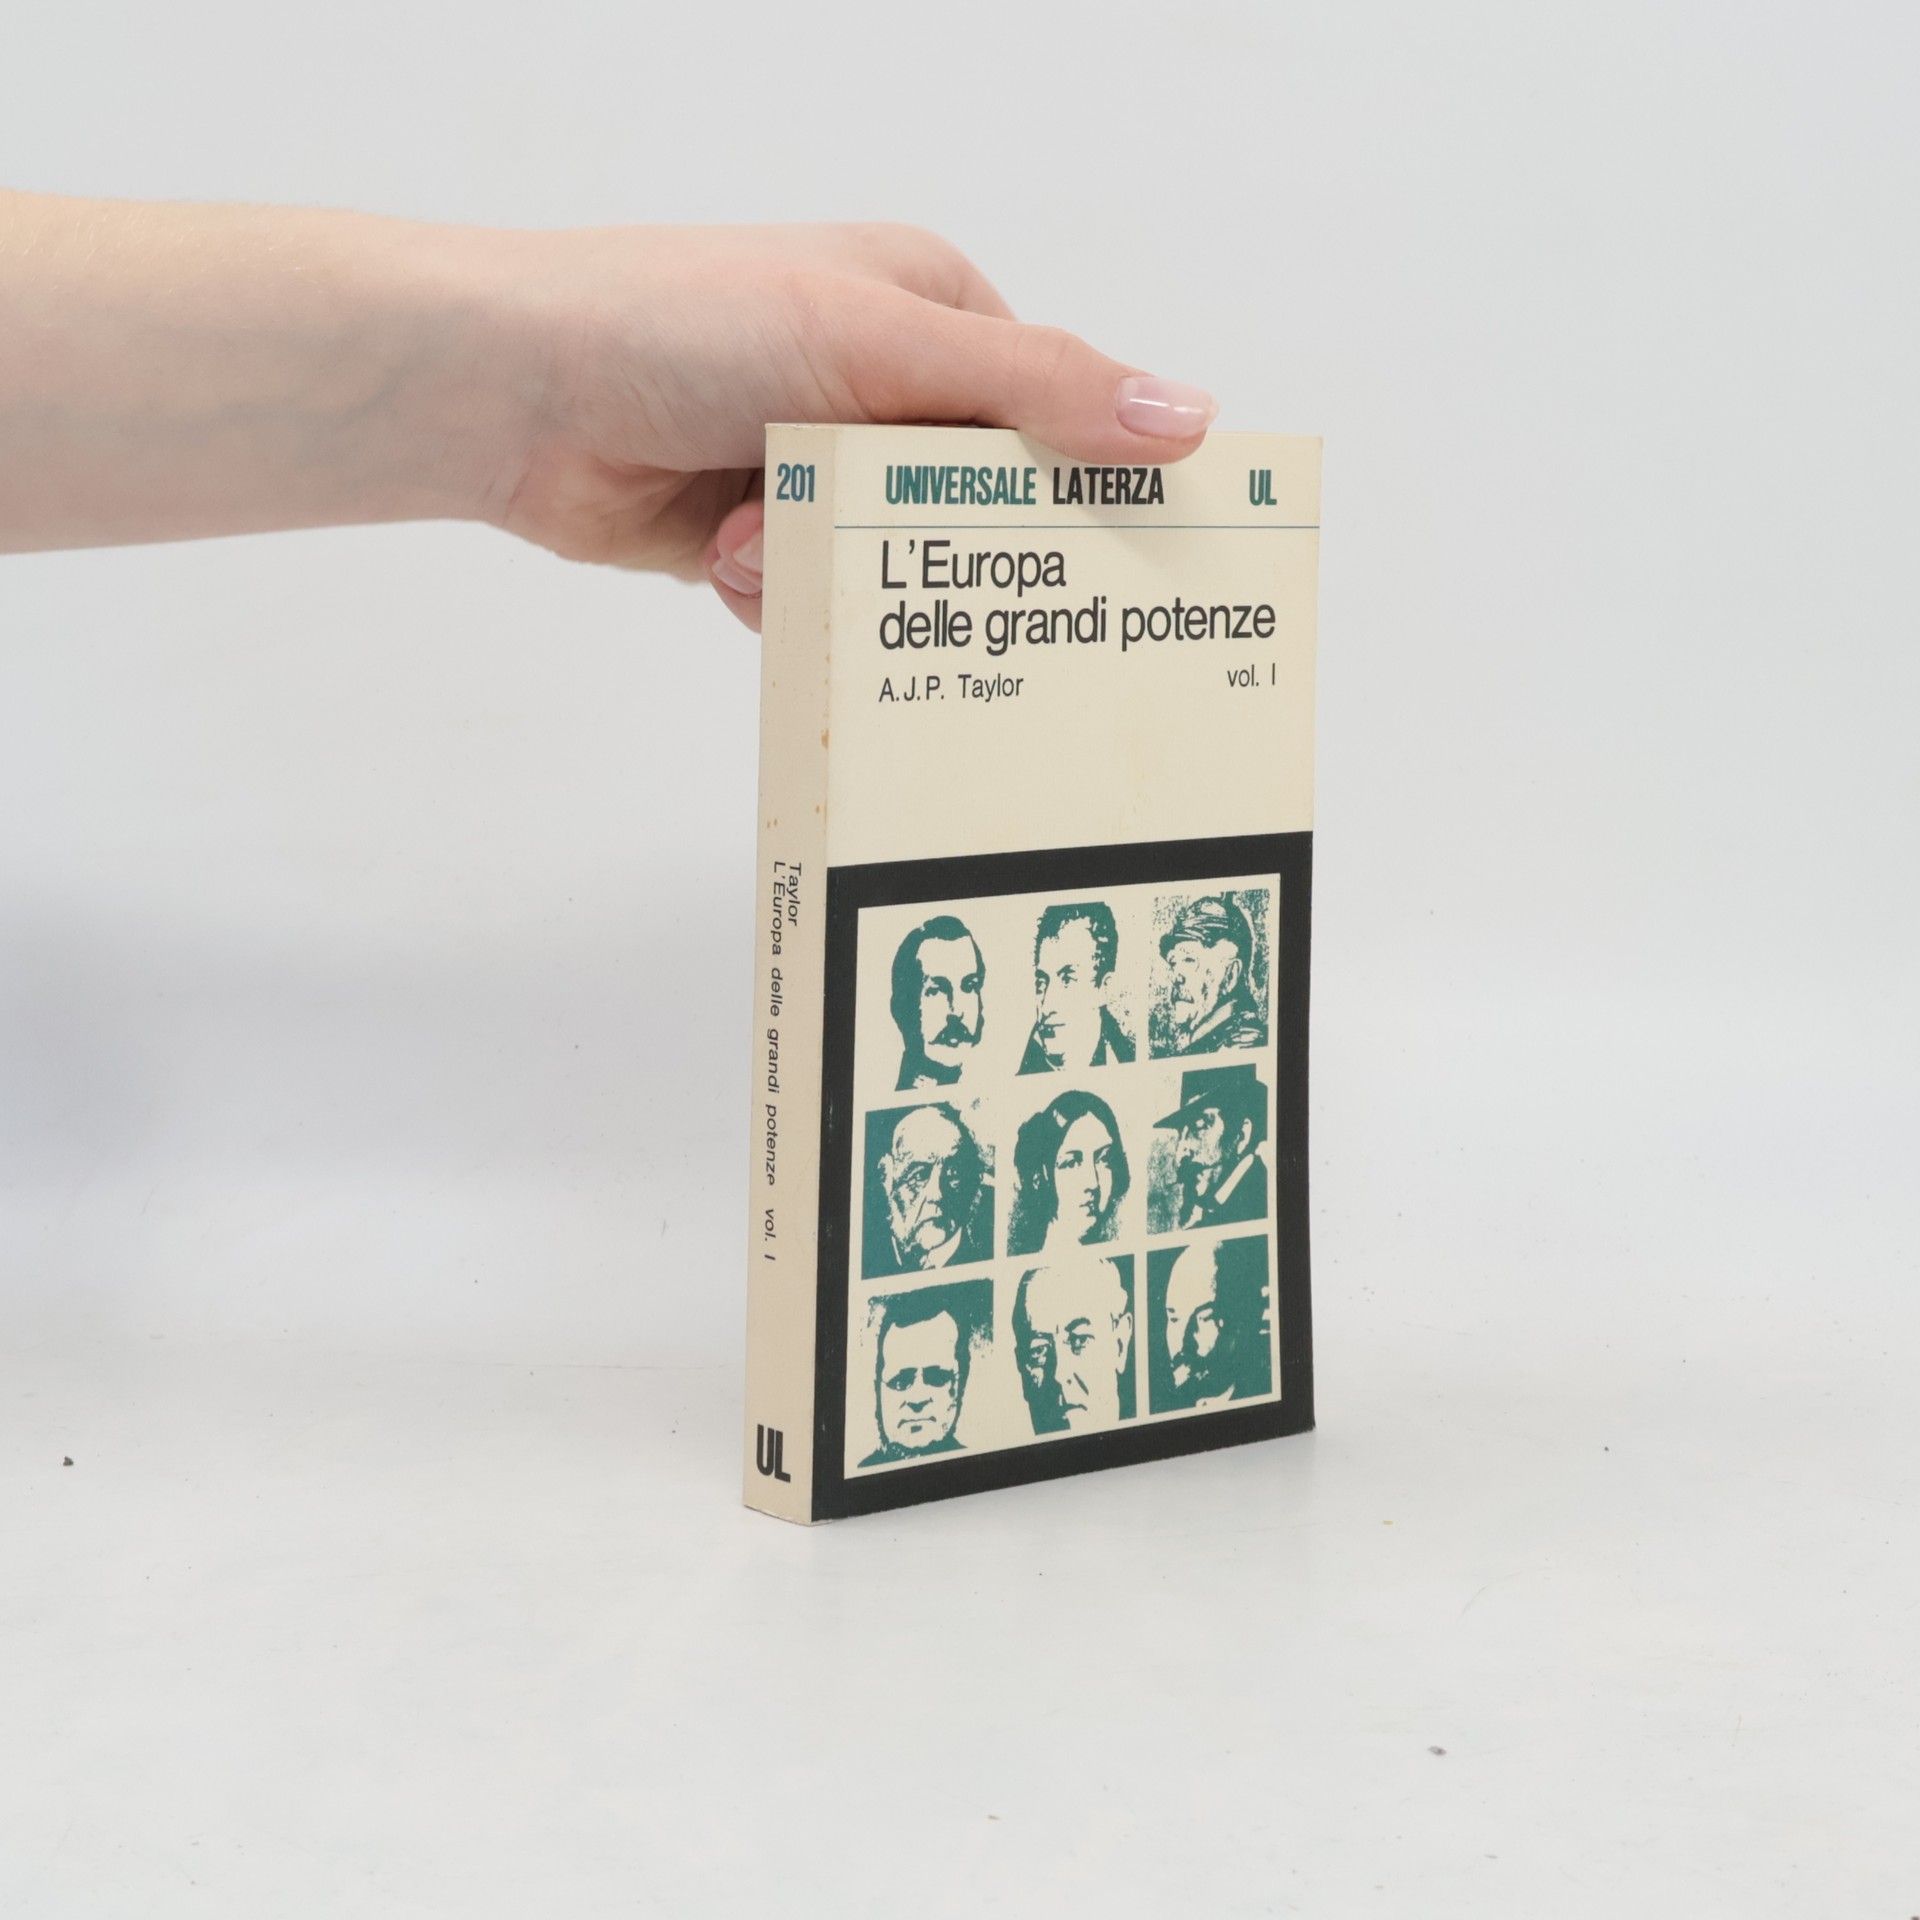 201
UNIVERSALE LATERZA UL
L'Europa
delle grandi potenze
A.J.P. Taylor vol. I
Taylor
L'Europa delle grandi potenze vol. I
UL